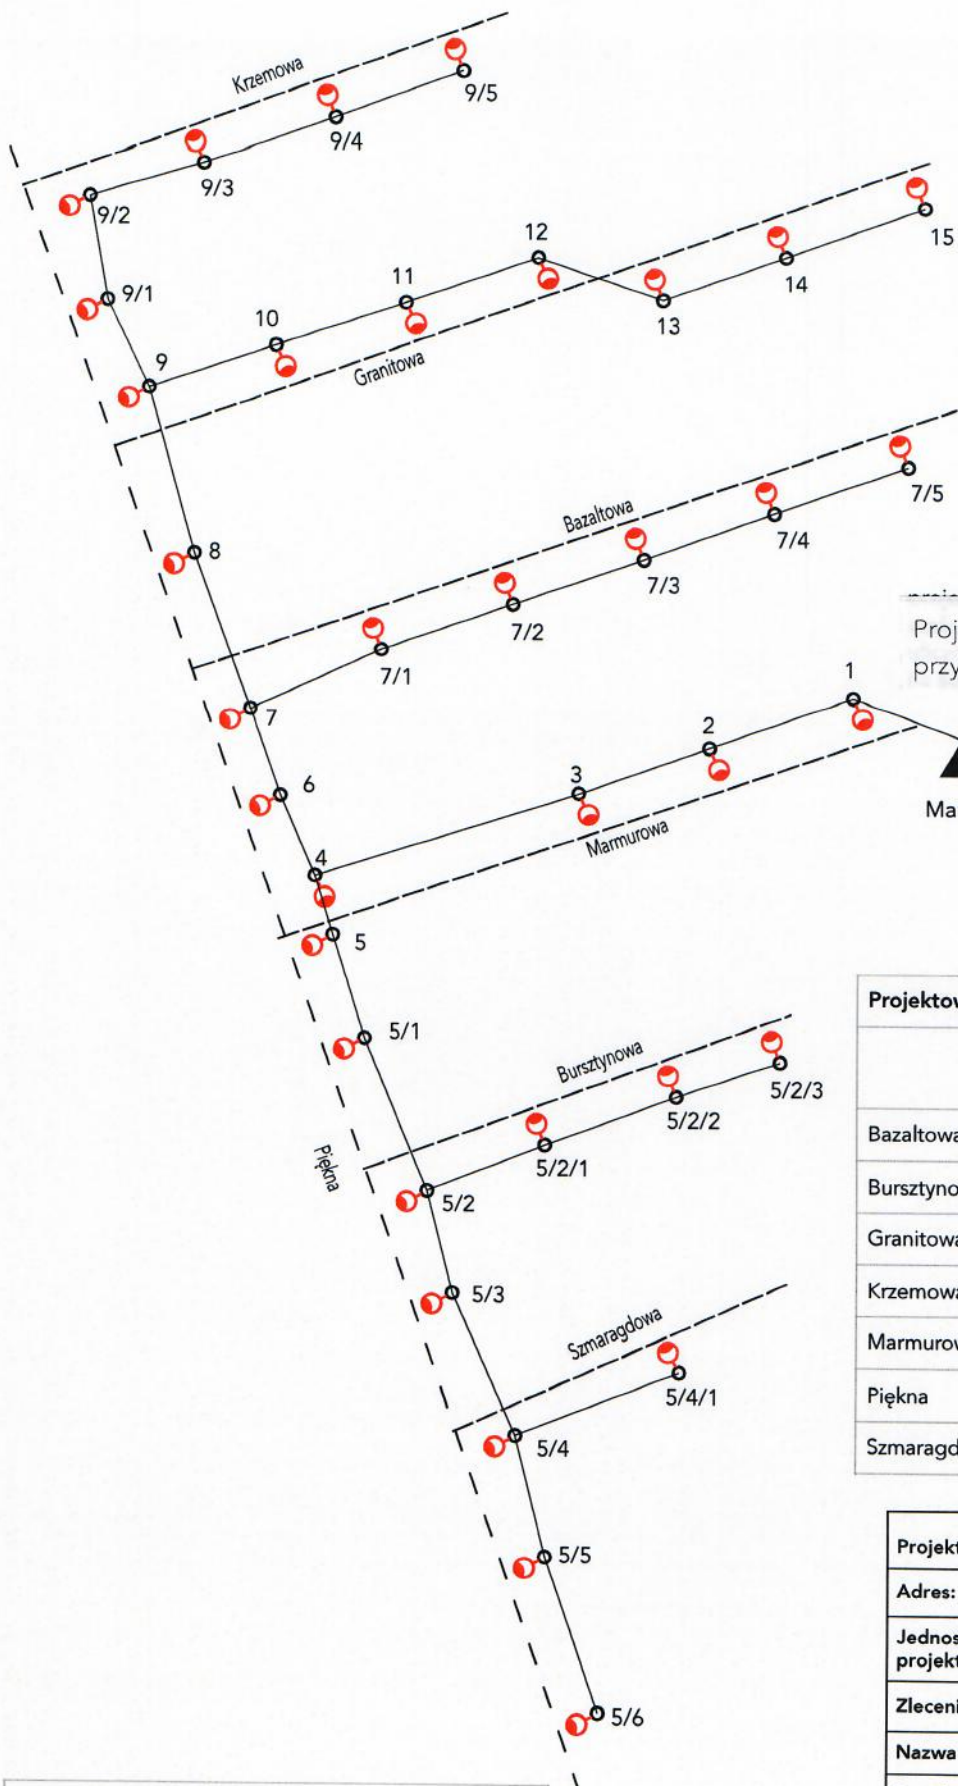 Krzemowa
9/5
9/4
9/3
9/2
12
15
11
14
9/1
10
13
9
Granitowa
7/5
Bazaltowa
7/4
8
7/3
7/2
7/1
Proj
przy
1
7
2
6
3
Ma
Marmurowa
4
5
5/1
Projektow
Bursztynowa
5/2/3
5/2/2
Bazaltowa
Piękna
5/2/1
Bursztyno
5/2
Granitowa
5/3
Krzemowa
Szmaragdowa
Marmurow
5/4/1
Piękna
5/4
Szmaragd
Projekt
5/5
Adres:
Jednos
projekt
Zleceni
5/6
Nazwa